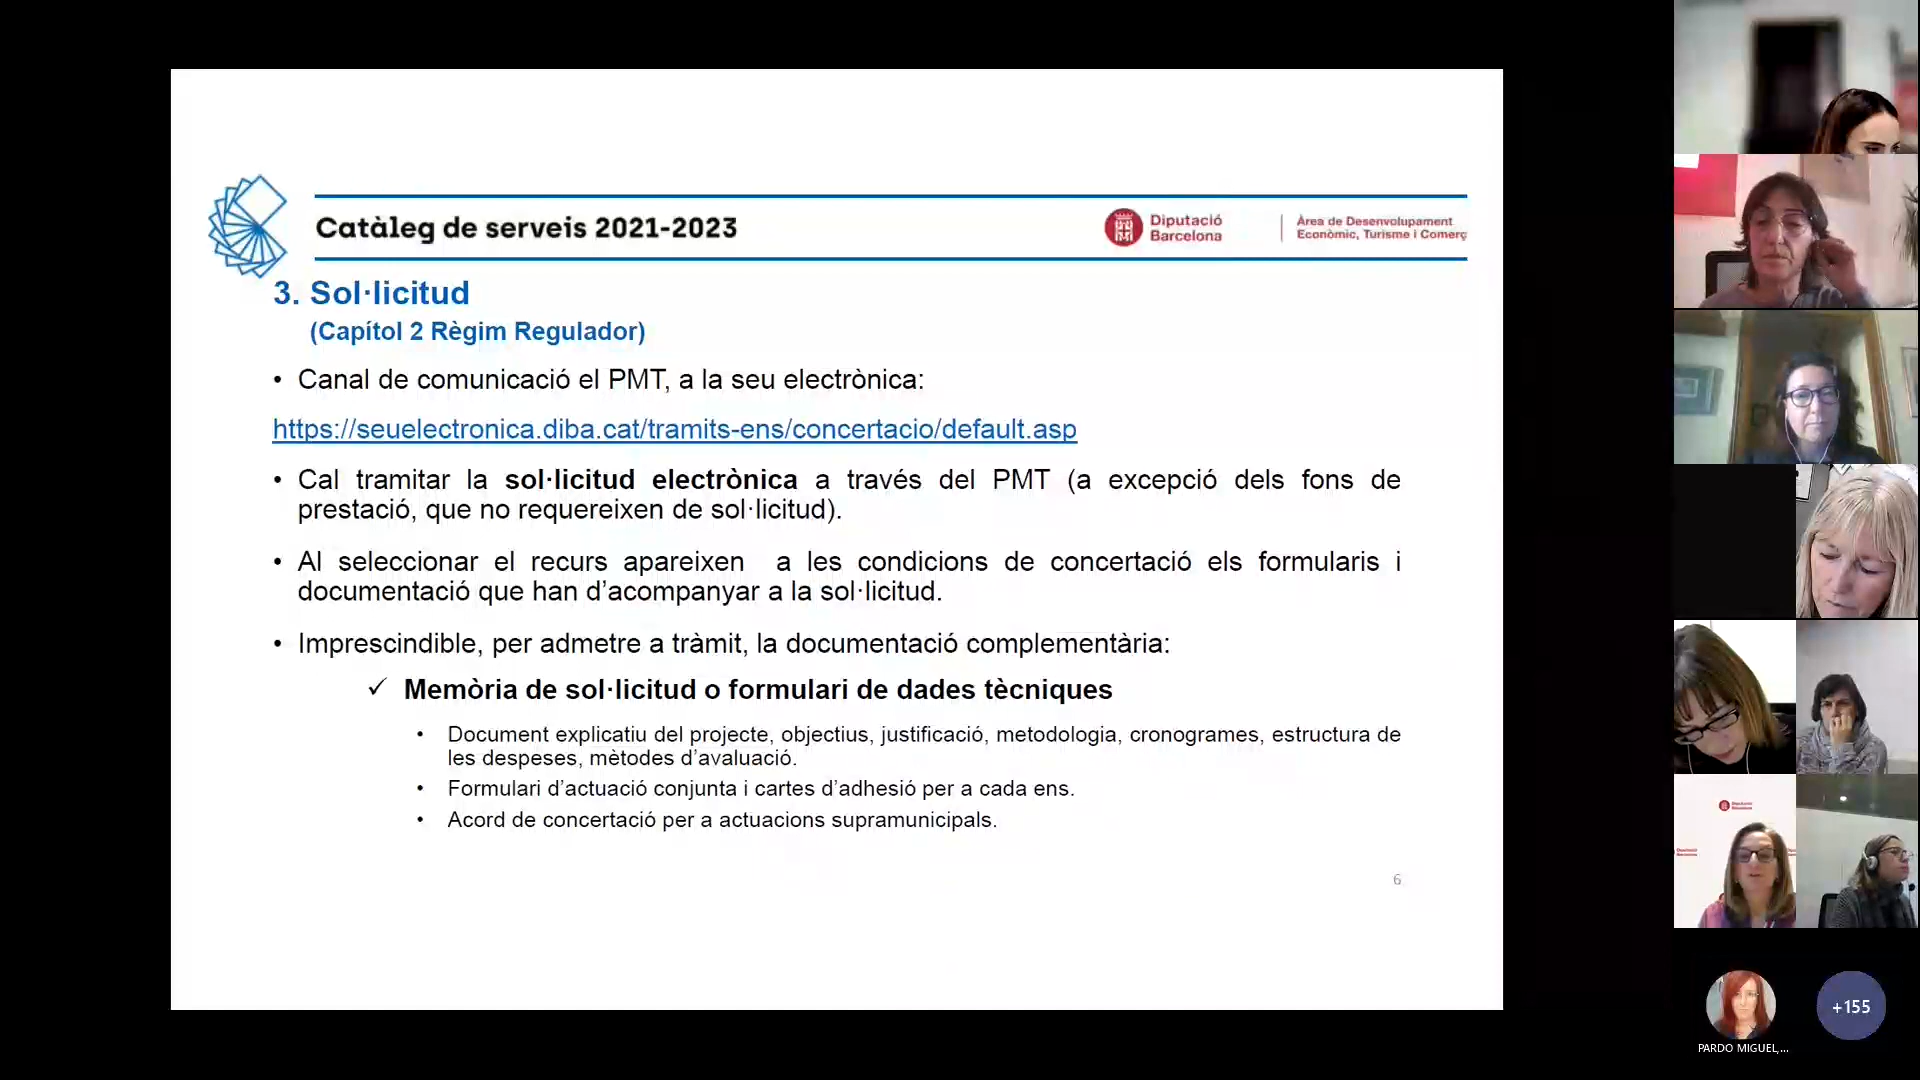 Catàleg de serveis 2021-2023
Diputació
Barcelona
Àrea de Desenvolupament
Econòmic, Turisme i Comerç
3. Sol·licitud
(Capítol 2 Règim Regulador)
• Canal de comunicació el PMT, a la seu electrònica:
https://seuelectronica.diba.cat/tramits-ens/concertacio/default.asp
• Cal tramitar la sol·licitud electrònica a través del PMT (a excepció dels fons de
prestació, que no requereixen de sol·licitud).
• Al seleccionar el recurs apareixen a les condicions de concertació els formularis i
documentació que han d’acompanyar a la sol·licitud.
• Imprescindible, per admetre a tràmit, la documentació complementària:
✓ Memòria de sol·licitud o formulari de dades tècniques
• Document explicatiu del projecte, objectius, justificació, metodologia, cronogrames, estructura de
les despeses, mètodes d’avaluació.
• Formulari d’actuació conjunta i cartes d’adhesió per a cada ens.
• Acord de concertació per a actuacions supramunicipals.
6
Diputació
Barcelona
+155
PARDO MIGUEL,...